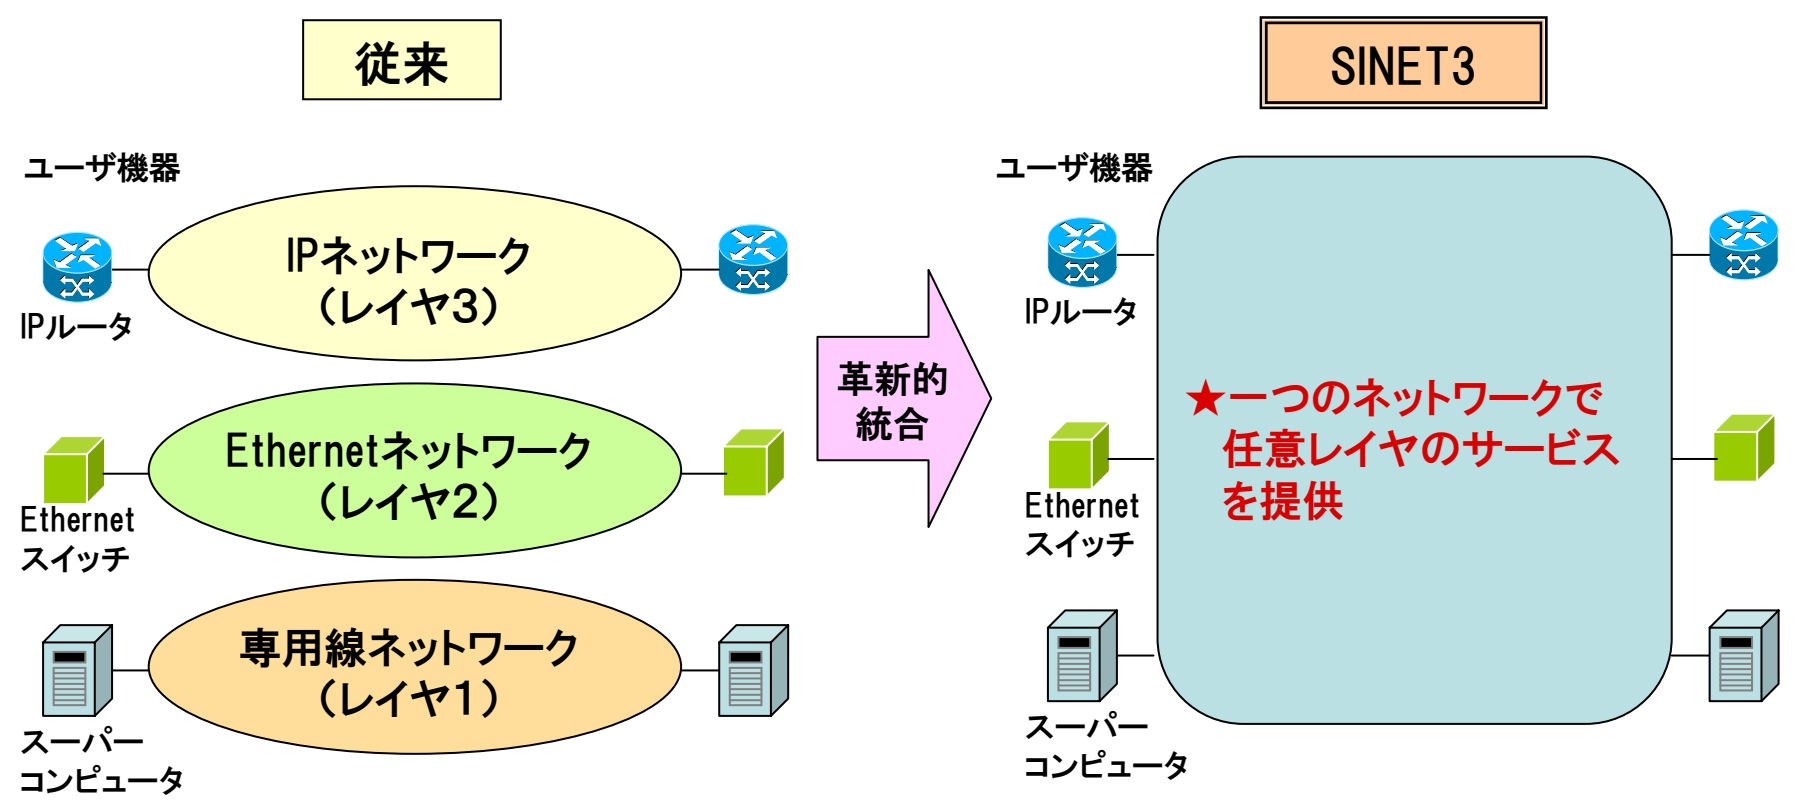 従来
ユーザ機器
IPネットワーク
（レイヤ３）
IPルータ
Ethernetネットワーク
（レイヤ２）
Ethernet
スイッチ
専用線ネットワーク
（レイヤ１）
スーパー
コンピュータ
革新的
統合
SINET3
ユーザ機器
IPルータ
★一つのネットワークで
任意レイヤのサービス
を提供
Ethernet
スイッチ
スーパー
コンピュータ